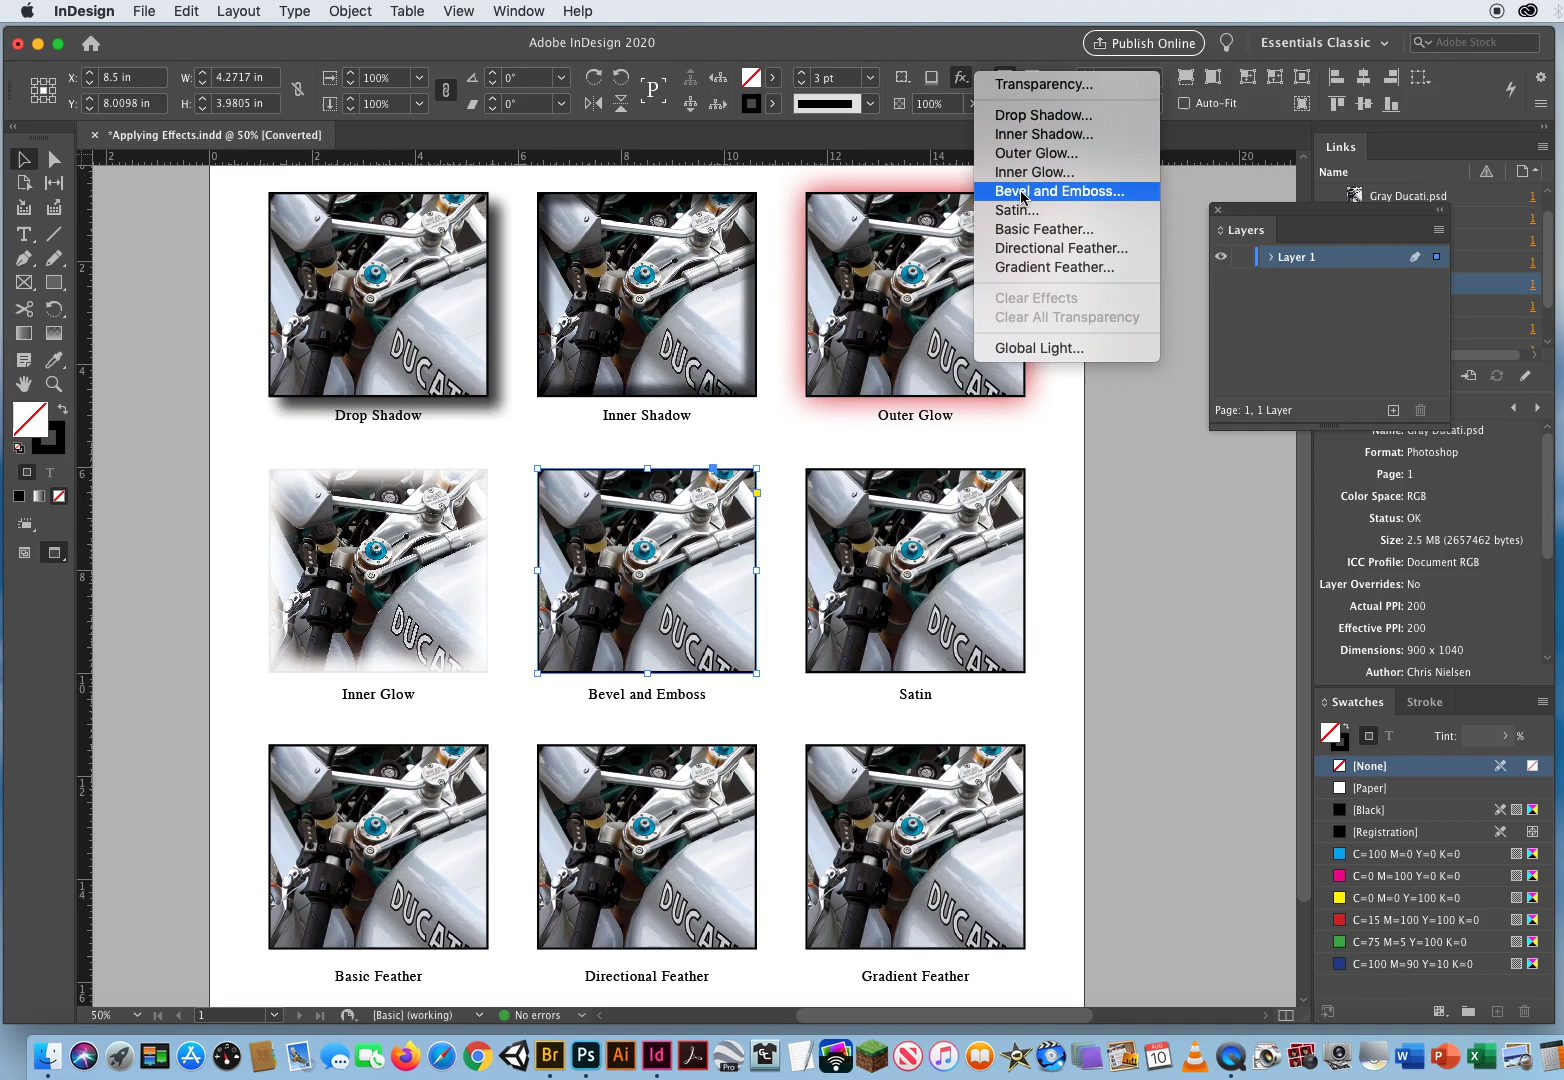 InDesign File Edit Layout Type Object Table View Window Help
Adobe InDesign 2020
Publish Online
Essentials Classic
Adobe Stock
X: 8.5 in W: 4.2717 in 100% 0° 3 pt
Y: 8.0098 in H: 3.9805 in 100% 0° 100% Auto-Fit
*Applying Effects.indd @ 50% [Converted]
Transparency...
Drop Shadow...
Inner Shadow...
Outer Glow...
Inner Glow...
Bevel and Emboss...
Satin...
Basic Feather...
Directional Feather...
Gradient Feather...
Clear Effects
Clear All Transparency
Global Light...
Drop Shadow
Inner Shadow
Outer Glow
Inner Glow
Bevel and Emboss
Satin
Basic Feather
Directional Feather
Gradient Feather
Links
Name
Gray Ducati.psd 1
Layers
Layer 1
Page: 1, 1 Layer
Name: Gray Ducati.psd
Format: Photoshop
Page: 1
Color Space: RGB
Status: OK
Size: 2.5 MB (2657462 bytes)
ICC Profile: Document RGB
Layer Overrides: No
Actual PPI: 200
Effective PPI: 200
Dimensions: 900 x 1040
Author: Chris Nielsen
Swatches Stroke
Tint: %
[None]
[Paper]
[Black]
[Registration]
C=100 M=0 Y=0 K=0
C=0 M=100 Y=0 K=0
C=0 M=0 Y=100 K=0
C=15 M=100 Y=100 K=0
C=75 M=5 Y=100 K=0
C=100 M=90 Y=10 K=0
50% 1 [Basic] (working) No errors